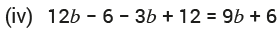 (iv) 12b − 6 − 3b + 12 = 9b + 6